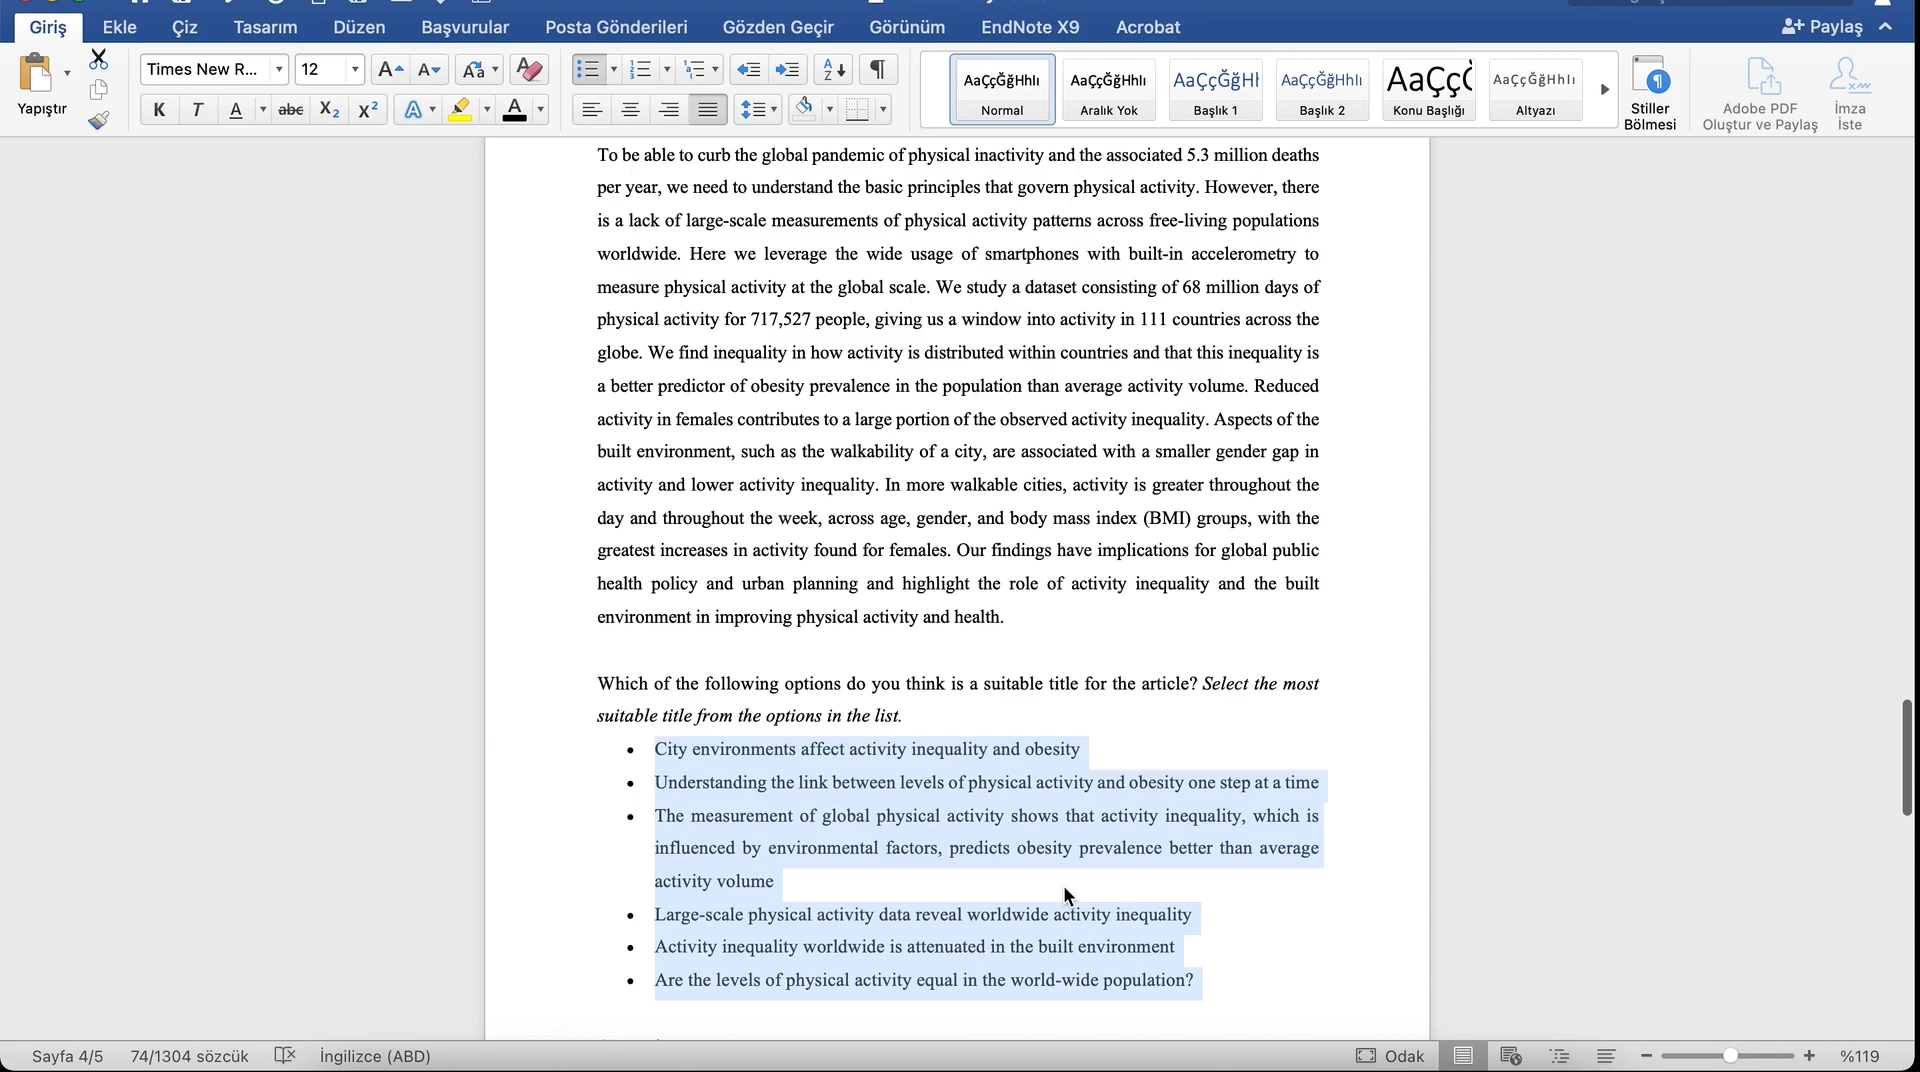 Giriş Ekle Çiz Tasarım Düzen Başvurular Posta Gönderileri Gözden Geçir Görünüm EndNote X9 Acrobat Paylaş
Yapıştır
Times New R... 12
K T A abc X₂ X² A A
AaÇçĞğHhIı AaÇçĞğHhIı AaÇçĞğHl AaÇçĞğHhIı AaÇçĞ AaÇçĞğHhIı
Normal Aralık Yok Başlık 1 Başlık 2 Konu Başlığı Altyazı
Stiller Bölmesi
Adobe PDF Oluştur ve Paylaş
İmza İste
To be able to curb the global pandemic of physical inactivity and the associated 5.3 million deaths
per year, we need to understand the basic principles that govern physical activity. However, there
is a lack of large-scale measurements of physical activity patterns across free-living populations
worldwide. Here we leverage the wide usage of smartphones with built-in accelerometry to
measure physical activity at the global scale. We study a dataset consisting of 68 million days of
physical activity for 717,527 people, giving us a window into activity in 111 countries across the
globe. We find inequality in how activity is distributed within countries and that this inequality is
a better predictor of obesity prevalence in the population than average activity volume. Reduced
activity in females contributes to a large portion of the observed activity inequality. Aspects of the
built environment, such as the walkability of a city, are associated with a smaller gender gap in
activity and lower activity inequality. In more walkable cities, activity is greater throughout the
day and throughout the week, across age, gender, and body mass index (BMI) groups, with the
greatest increases in activity found for females. Our findings have implications for global public
health policy and urban planning and highlight the role of activity inequality and the built
environment in improving physical activity and health.
Which of the following options do you think is a suitable title for the article? Select the most
suitable title from the options in the list.
• City environments affect activity inequality and obesity
• Understanding the link between levels of physical activity and obesity one step at a time
• The measurement of global physical activity shows that activity inequality, which is
influenced by environmental factors, predicts obesity prevalence better than average
activity volume
• Large-scale physical activity data reveal worldwide activity inequality
• Activity inequality worldwide is attenuated in the built environment
• Are the levels of physical activity equal in the world-wide population?
Sayfa 4/5 74/1304 sözcük İngilizce (ABD) Odak %119